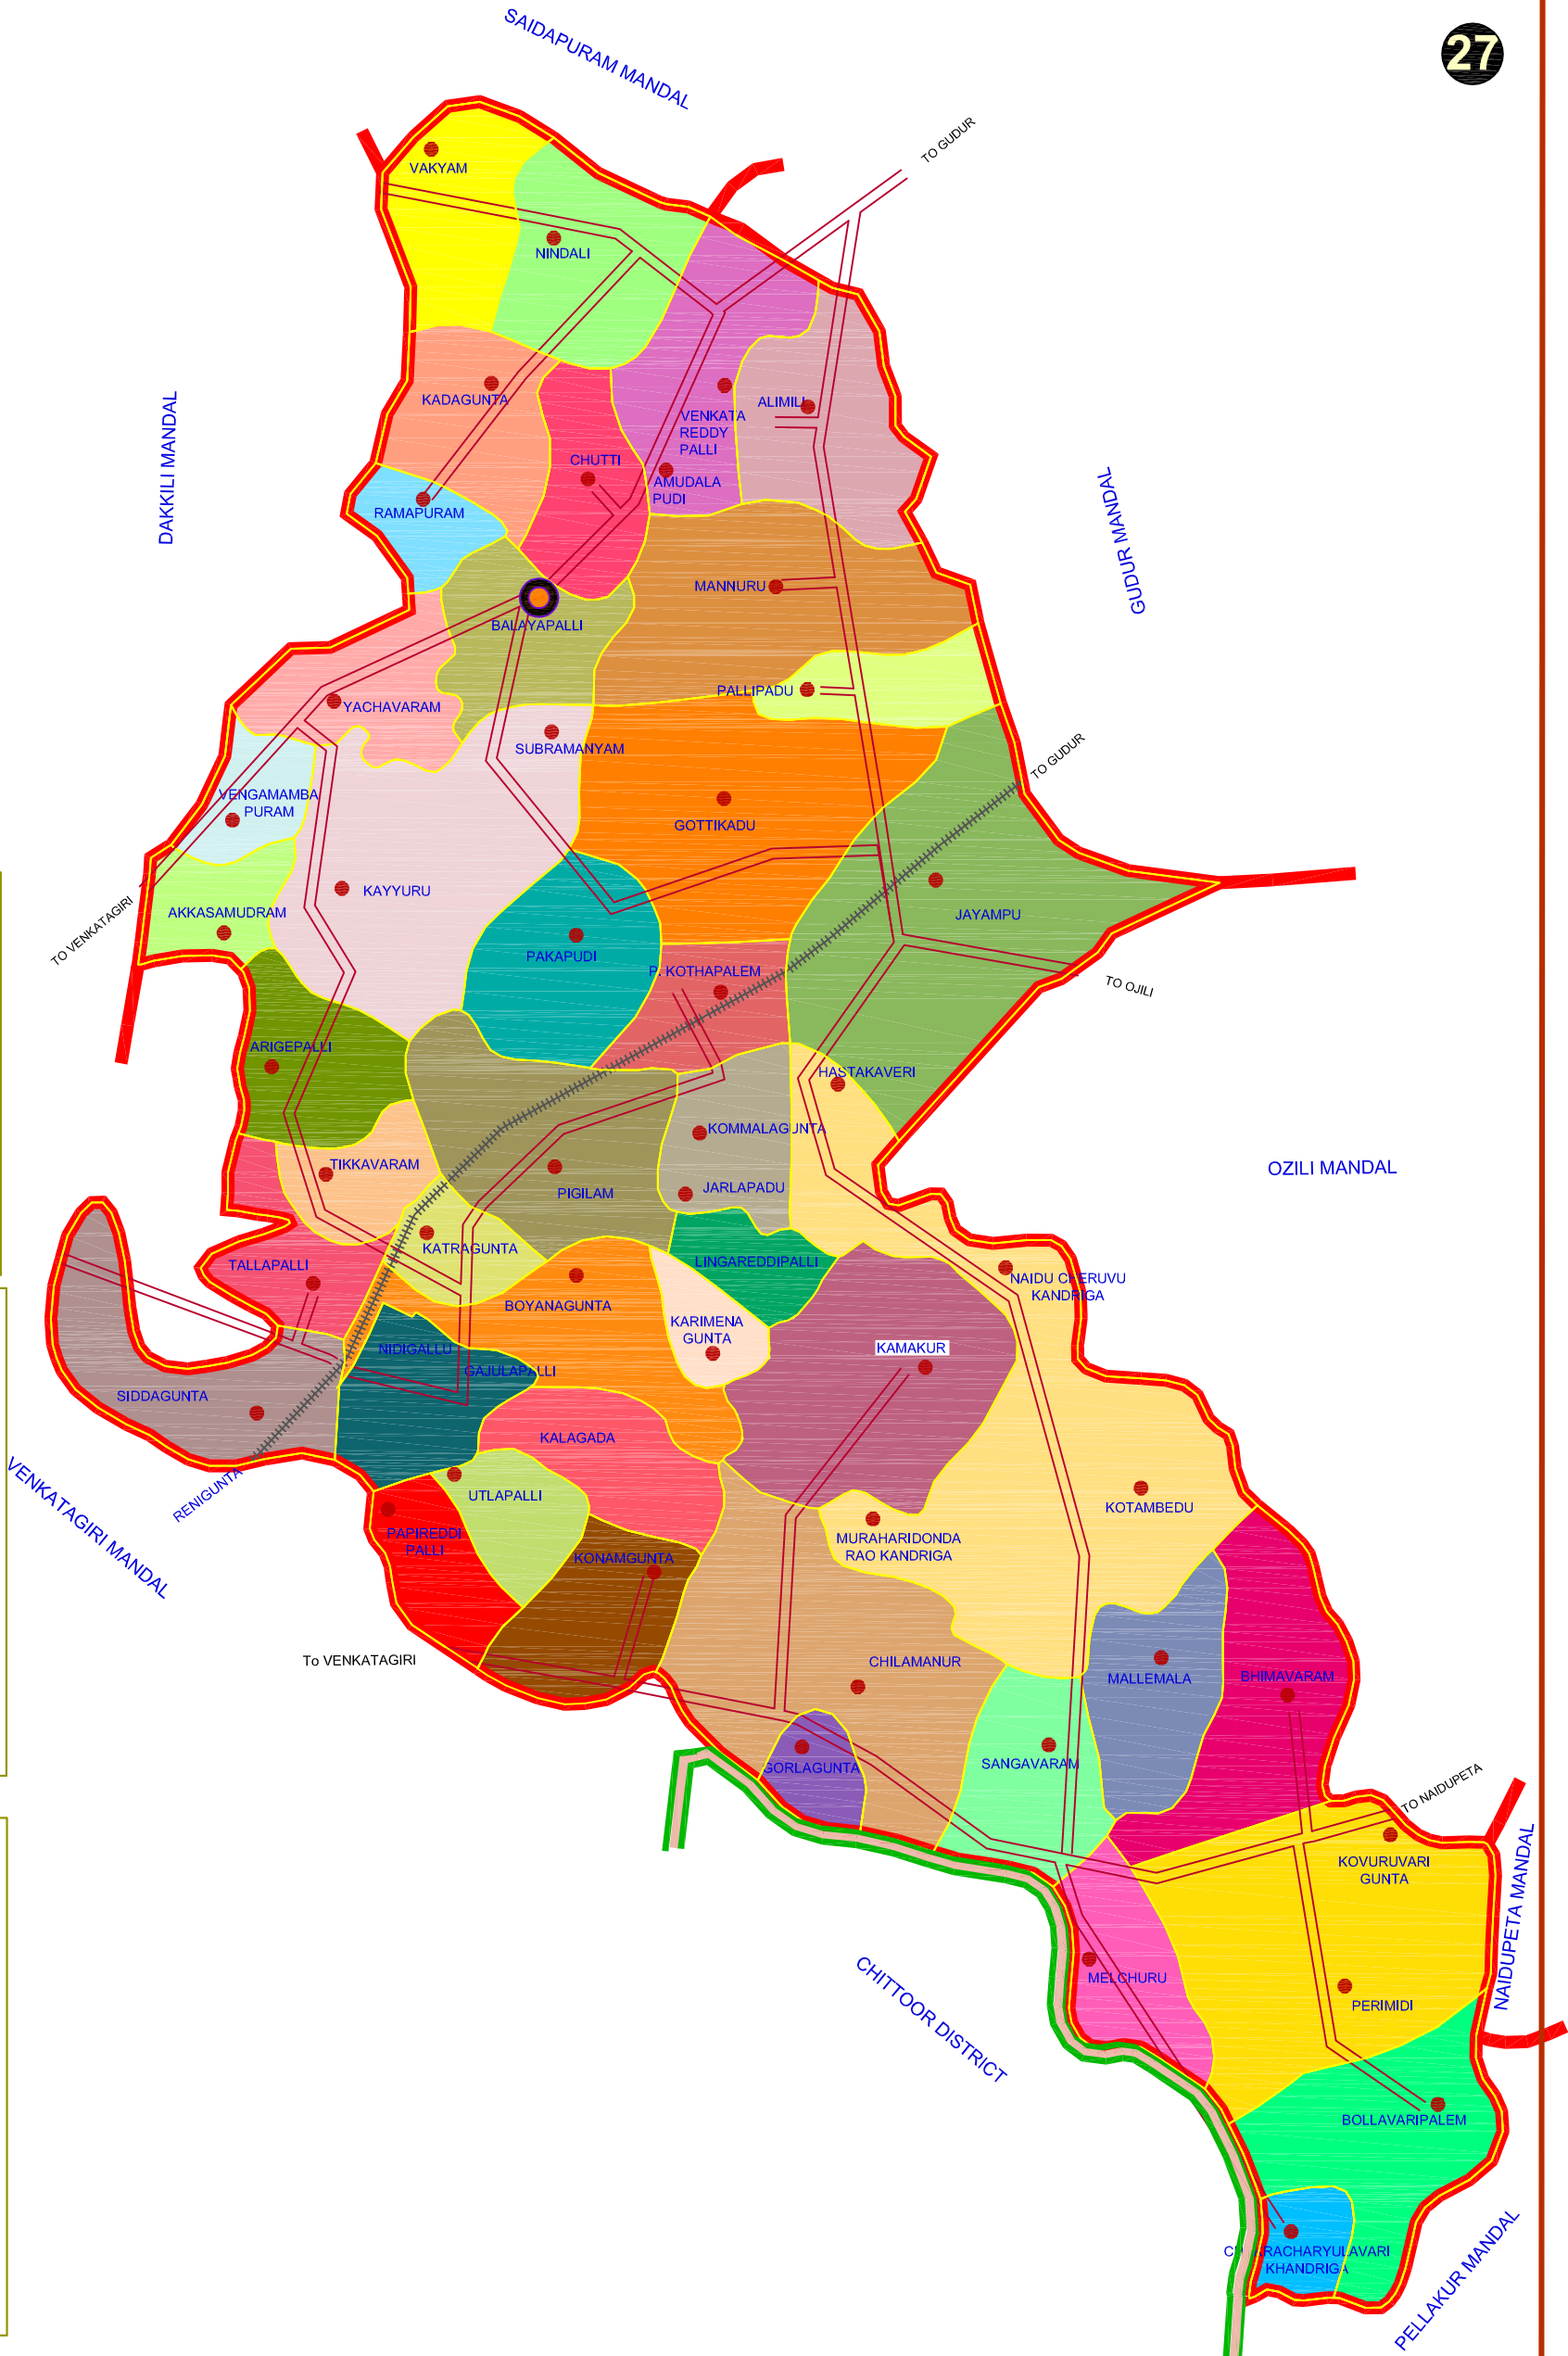 27
SAIDAPURAM MANDAL
TO GUDUR
VAKYAM
NINDALI
DAKKILI MANDAL
KADAGUNTA
ALIMILI
VENKATA
REDDY
PALLI
CHUTTI
AMUDALA
PUDI
RAMAPURAM
GUDUR MANDAL
MANNURU
BALAYAPALLI
PALLIPADU
YACHAVARAM
SUBRAMANYAM
TO GUDUR
VENGAMAMBA
PURAM
GOTTIKADU
KAYYURU
AKKASAMUDRAM
JAYAMPU
TO VENKATAGIRI
PAKAPUDI
P. KOTHAPALEM
TO OJILI
ARIGEPALLI
HASTAKAVERI
KOMMALAGUNTA
TIKKAVARAM
OZILI MANDAL
PIGILAM
JARLAPADU
KATRAGUNTA
TALLAPALLI
LINGAREDDIPALLI
NAIDU CHERUVU
KANDRIGA
BOYANAGUNTA
KARIMENA
GUNTA
NIDIGALLU
KAMAKUR
GAJULAPALLI
SIDDAGUNTA
KALAGADA
RENIGUNTA
UTLAPALLI
KOTAMBEDU
VENKATAGIRI MANDAL
PAPIREDDI
PALLI
MURAHARIDONDA
RAO KANDRIGA
KONAMGUNTA
To VENKATAGIRI
CHILAMANUR
MALLEMALA
BHIMAVARAM
GORLAGUNTA
SANGAVARAM
TO NAIDUPETA
KOVURUVARI
GUNTA
NAIDUPETA MANDAL
MELCHURU
PERIMIDI
CHITTOOR DISTRICT
BOLLAVARIPALEM
KHANDRIGA
PELLAKUR MANDAL